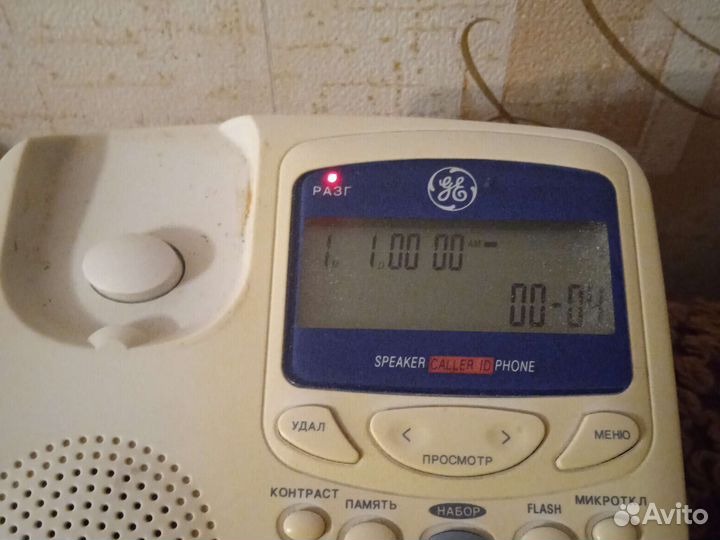 РАЗГ
GE
1 1.00 00 AM
00-04
SPEAKER CALLER ID PHONE
УДАЛ
< >
МЕНЮ
ПРОСМОТР
КОНТРАСТ
ПАМЯТЬ
НАБОР
FLASH
МИКРОТКЛ
Avito